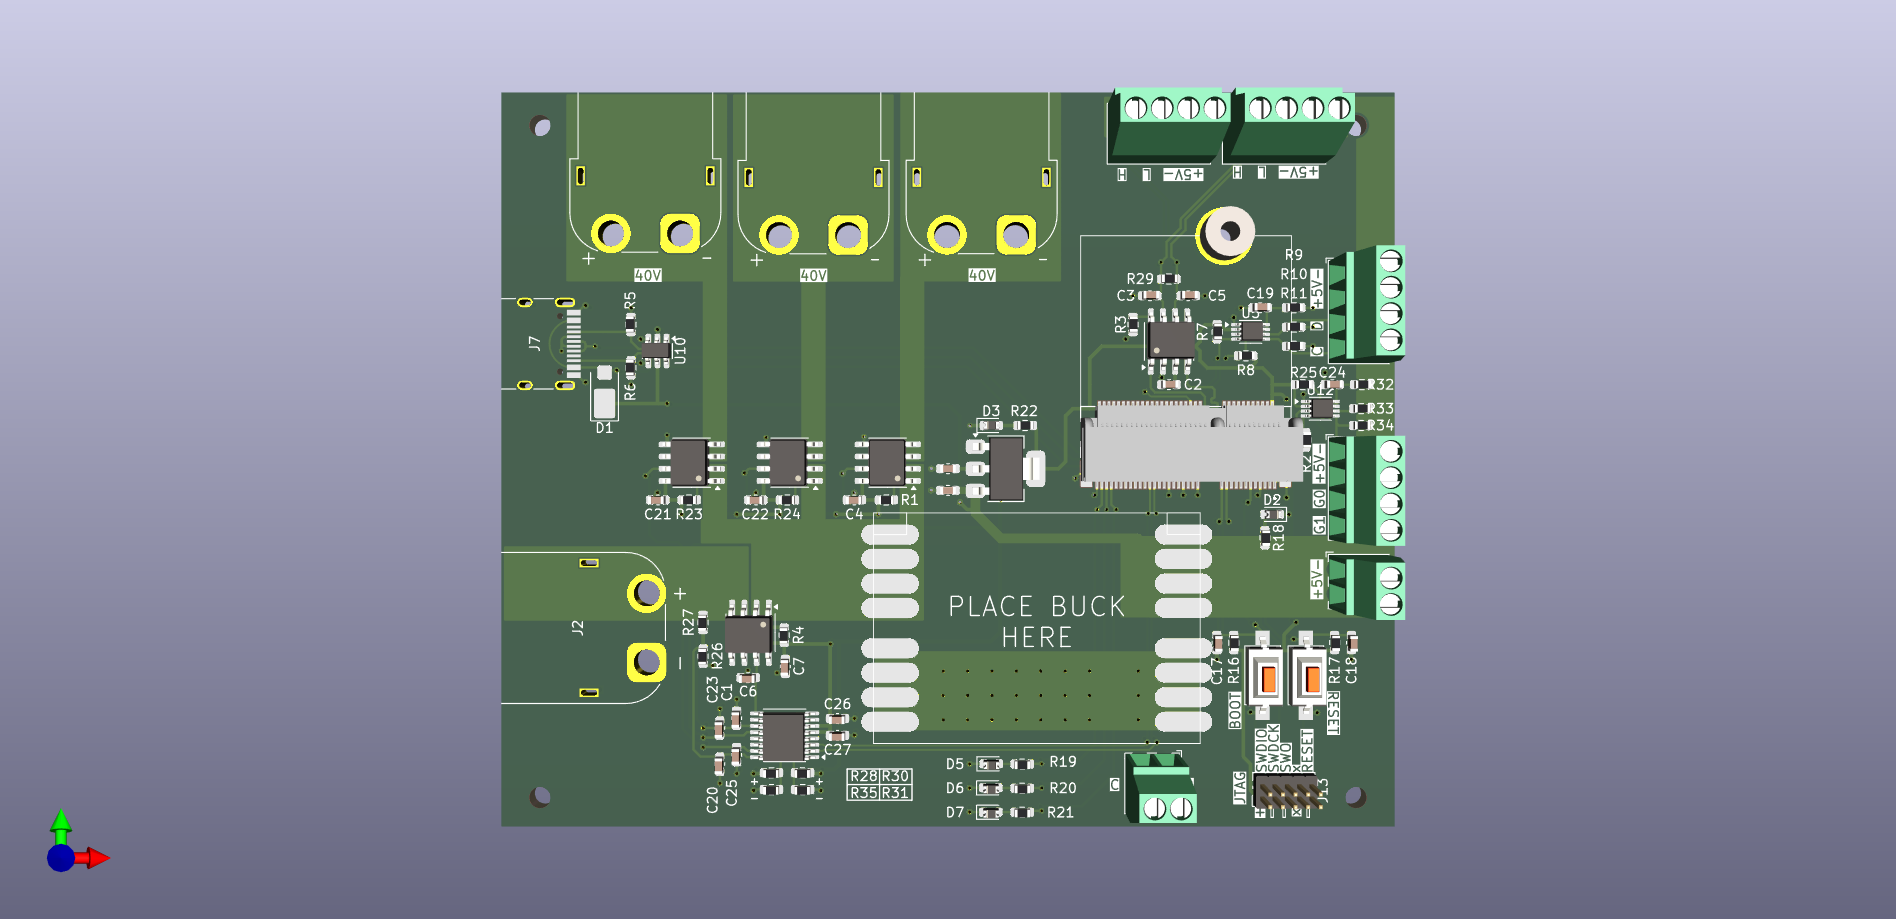 H L +5V-
H L +5V-
+ -
+ -
+ -
40V
40V
40V
R9
R10
R11
+5V-
D
C
R29
C3
C5
C19
R3
R7
R8
C2
R5
J7
U10
R6
D1
R25
C24
R32
R33
R34
D3
R22
+5V-
G0
G1
C21
R23
C22
R24
C4
R1
D2
R18
+5V-
PLACE BUCK
HERE
J2
+
-
R27
R26
R4
C7
C6
C23
C1
C26
C27
C20
C25
+ +
- -
R28 R30
R35 R31
D5
R19
D6
R20
D7
R21
C
C17
R16
R17
C18
BOOT
RESET
JTAG
SWDIO
SWDCK
SWO
x
RESET
J13